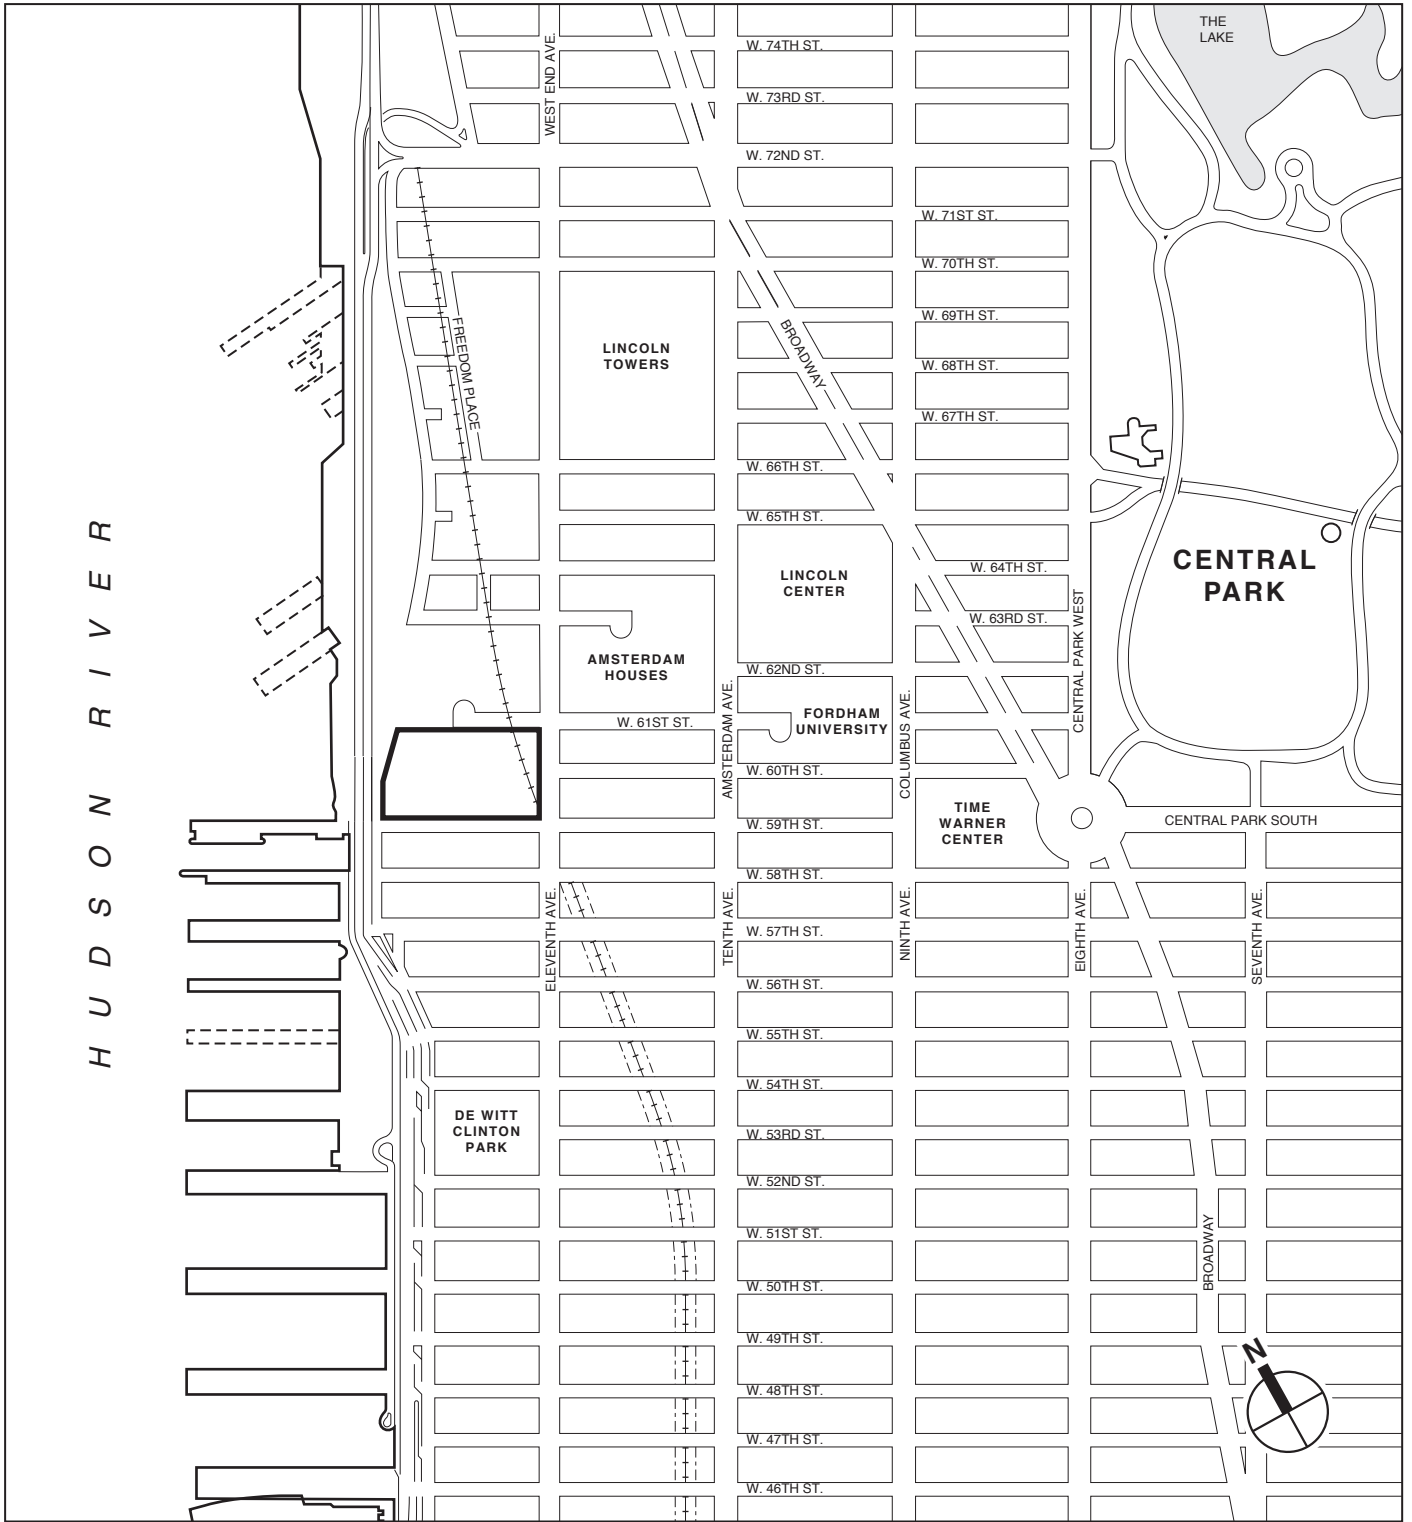 THE
LAKE
W. 74TH ST.
WEST END AVE.
W. 73RD ST.
W. 72ND ST.
W. 71ST ST.
W. 70TH ST.
W. 69TH ST.
FREEDOM PLACE
BROADWAY
LINCOLN
TOWERS
W. 68TH ST.
W. 67TH ST.
W. 66TH ST.
W. 65TH ST.
HUDSON RIVER
CENTRAL
PARK
W. 64TH ST.
LINCOLN
CENTER
W. 63RD ST.
CENTRAL PARK WEST
AMSTERDAM
HOUSES
W. 62ND ST.
AMSTERDAM AVE.
COLUMBUS AVE.
FORDHAM
UNIVERSITY
W. 61ST ST.
W. 60TH ST.
TIME
WARNER
CENTER
W. 59TH ST.
CENTRAL PARK SOUTH
W. 58TH ST.
ELEVENTH AVE.
TENTH AVE.
NINTH AVE.
EIGHTH AVE.
SEVENTH AVE.
W. 57TH ST.
W. 56TH ST.
W. 55TH ST.
W. 54TH ST.
DE WITT
CLINTON
PARK
W. 53RD ST.
W. 52ND ST.
W. 51ST ST.
BROADWAY
W. 50TH ST.
W. 49TH ST.
N
W. 48TH ST.
W. 47TH ST.
W. 46TH ST.